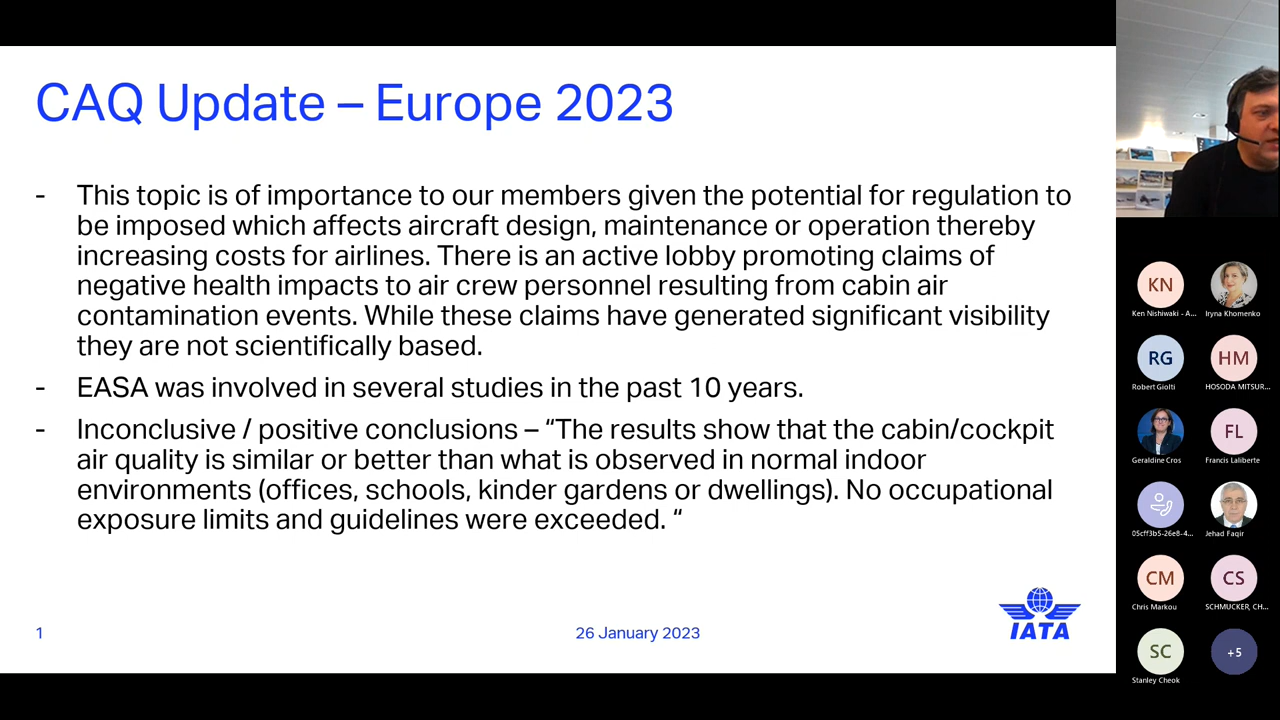 CAQ Update – Europe 2023
- This topic is of importance to our members given the potential for regulation to
be imposed which affects aircraft design, maintenance or operation thereby
increasing costs for airlines. There is an active lobby promoting claims of
negative health impacts to air crew personnel resulting from cabin air
contamination events. While these claims have generated significant visibility
they are not scientifically based.
- EASA was involved in several studies in the past 10 years.
- Inconclusive / positive conclusions – “The results show that the cabin/cockpit
air quality is similar or better than what is observed in normal indoor
environments (offices, schools, kinder gardens or dwellings). No occupational
exposure limits and guidelines were exceeded. “
1
26 January 2023
IATA
KN
Ken Nishiwaki - A...
Iryna Khomenko
RG
Robert Giolti
HM
HOSODA MITSUR...
Geraldine Cros
FL
Francis Laliberte
05cff3b5-26e8-4...
Jehad Faqir
CM
Chris Markou
CS
SCHMUCKER, CH...
SC
Stanley Cheok
+5